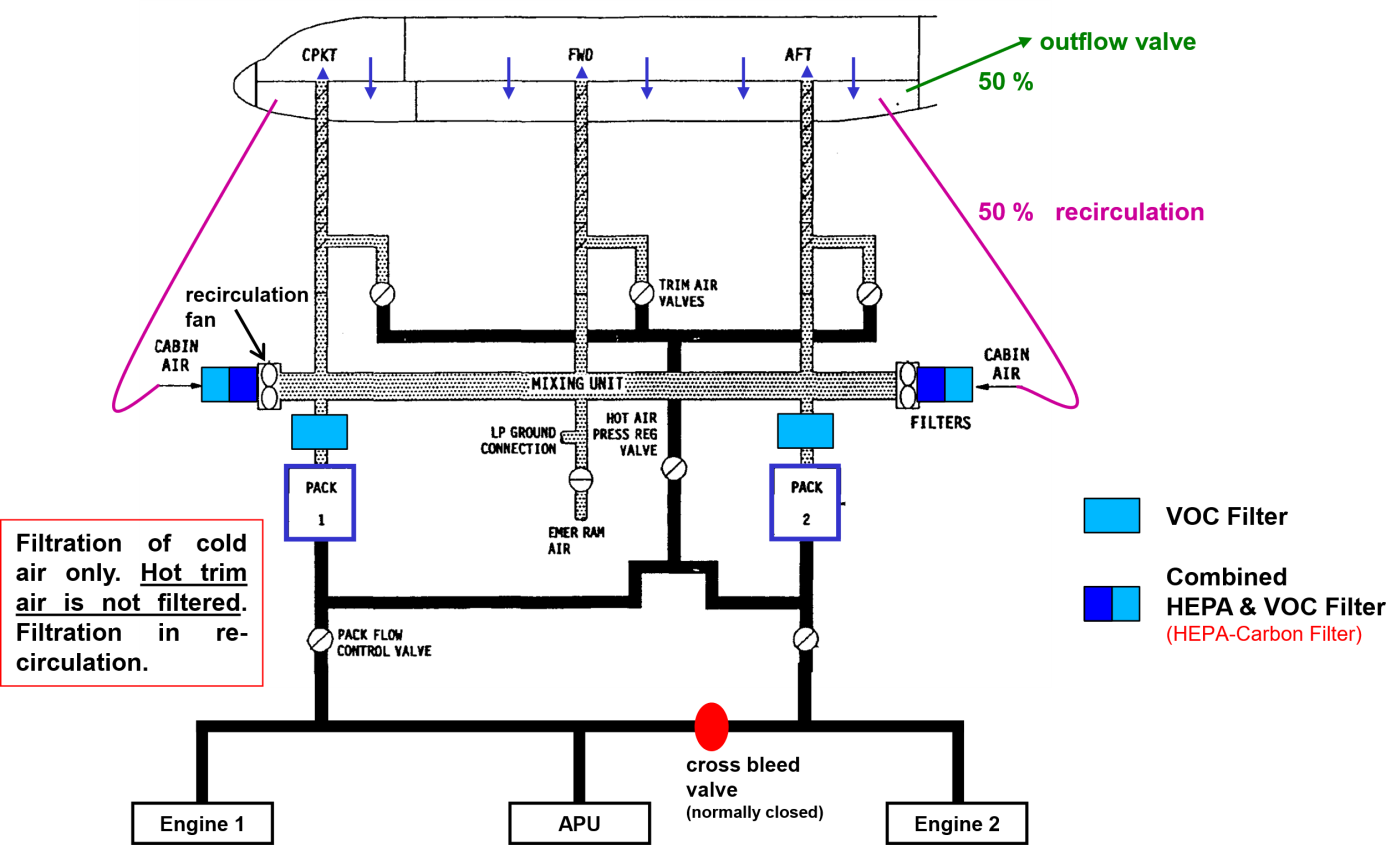 CPKT
FWD
AFT
outflow valve
50 %
50 % recirculation
recirculation
fan
TRIM AIR
VALVES
CABIN
AIR
CABIN
AIR
MIXING UNIT
FILTERS
LP GROUND
CONNECTION
HOT AIR
PRESS REG
VALVE
PACK
1
PACK
2
EMER RAM
AIR
VOC Filter
Combined
HEPA & VOC Filter
(HEPA-Carbon Filter)
Filtration of cold
air only. Hot trim
air is not filtered.
Filtration in re-
circulation.
PACK FLOW
CONTROL VALVE
cross bleed
valve
(normally closed)
Engine 1
APU
Engine 2